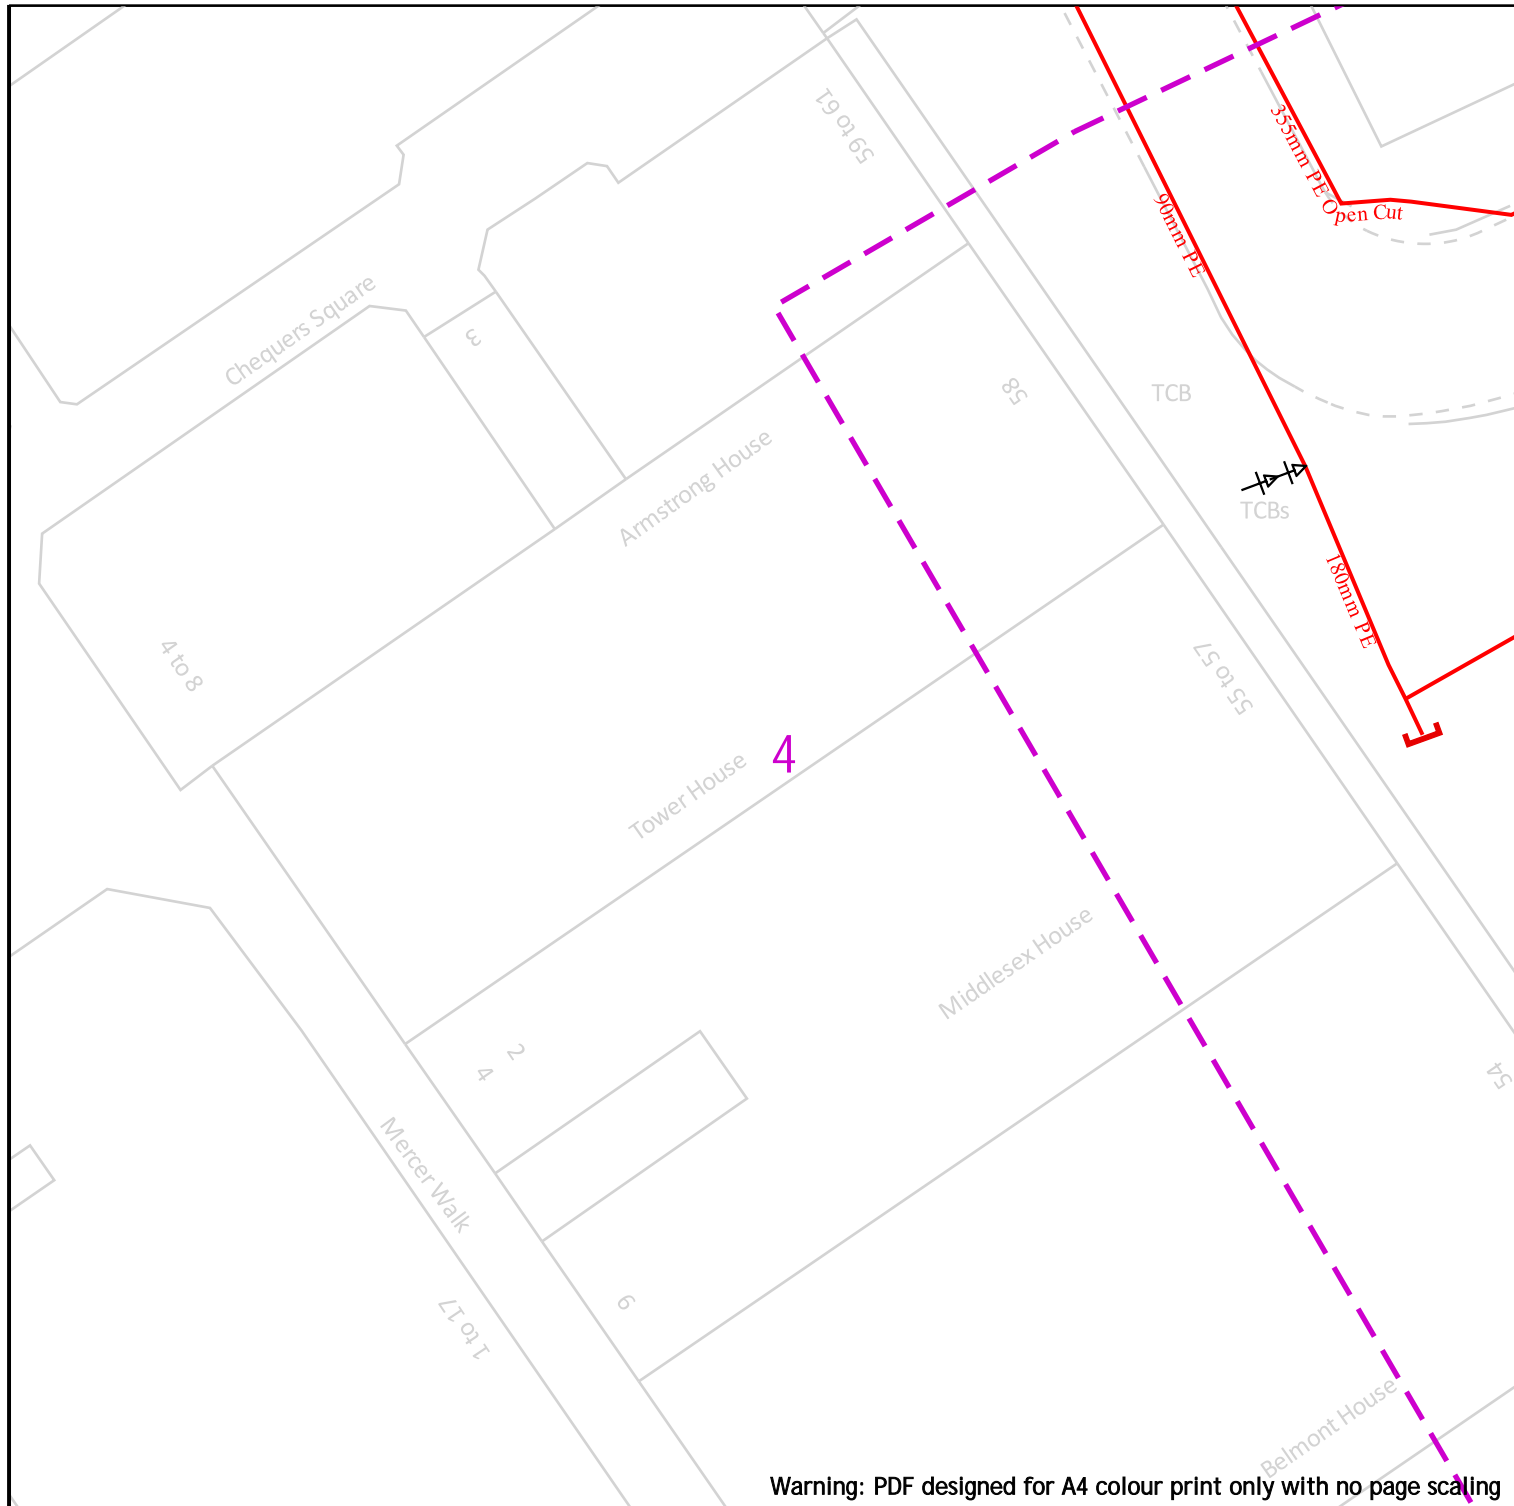 59 to 61
355mm PE Open Cut
90mm PE
Chequers Square
3
58
TCB
Armstrong House
TCBs
180mm PE
4 to 8
55 to 57
4
Tower House
Middlesex House
2
4
54
Mercer Walk
6
1 to 17
Belmont House
Warning: PDF designed for A4 colour print only with no page scaling